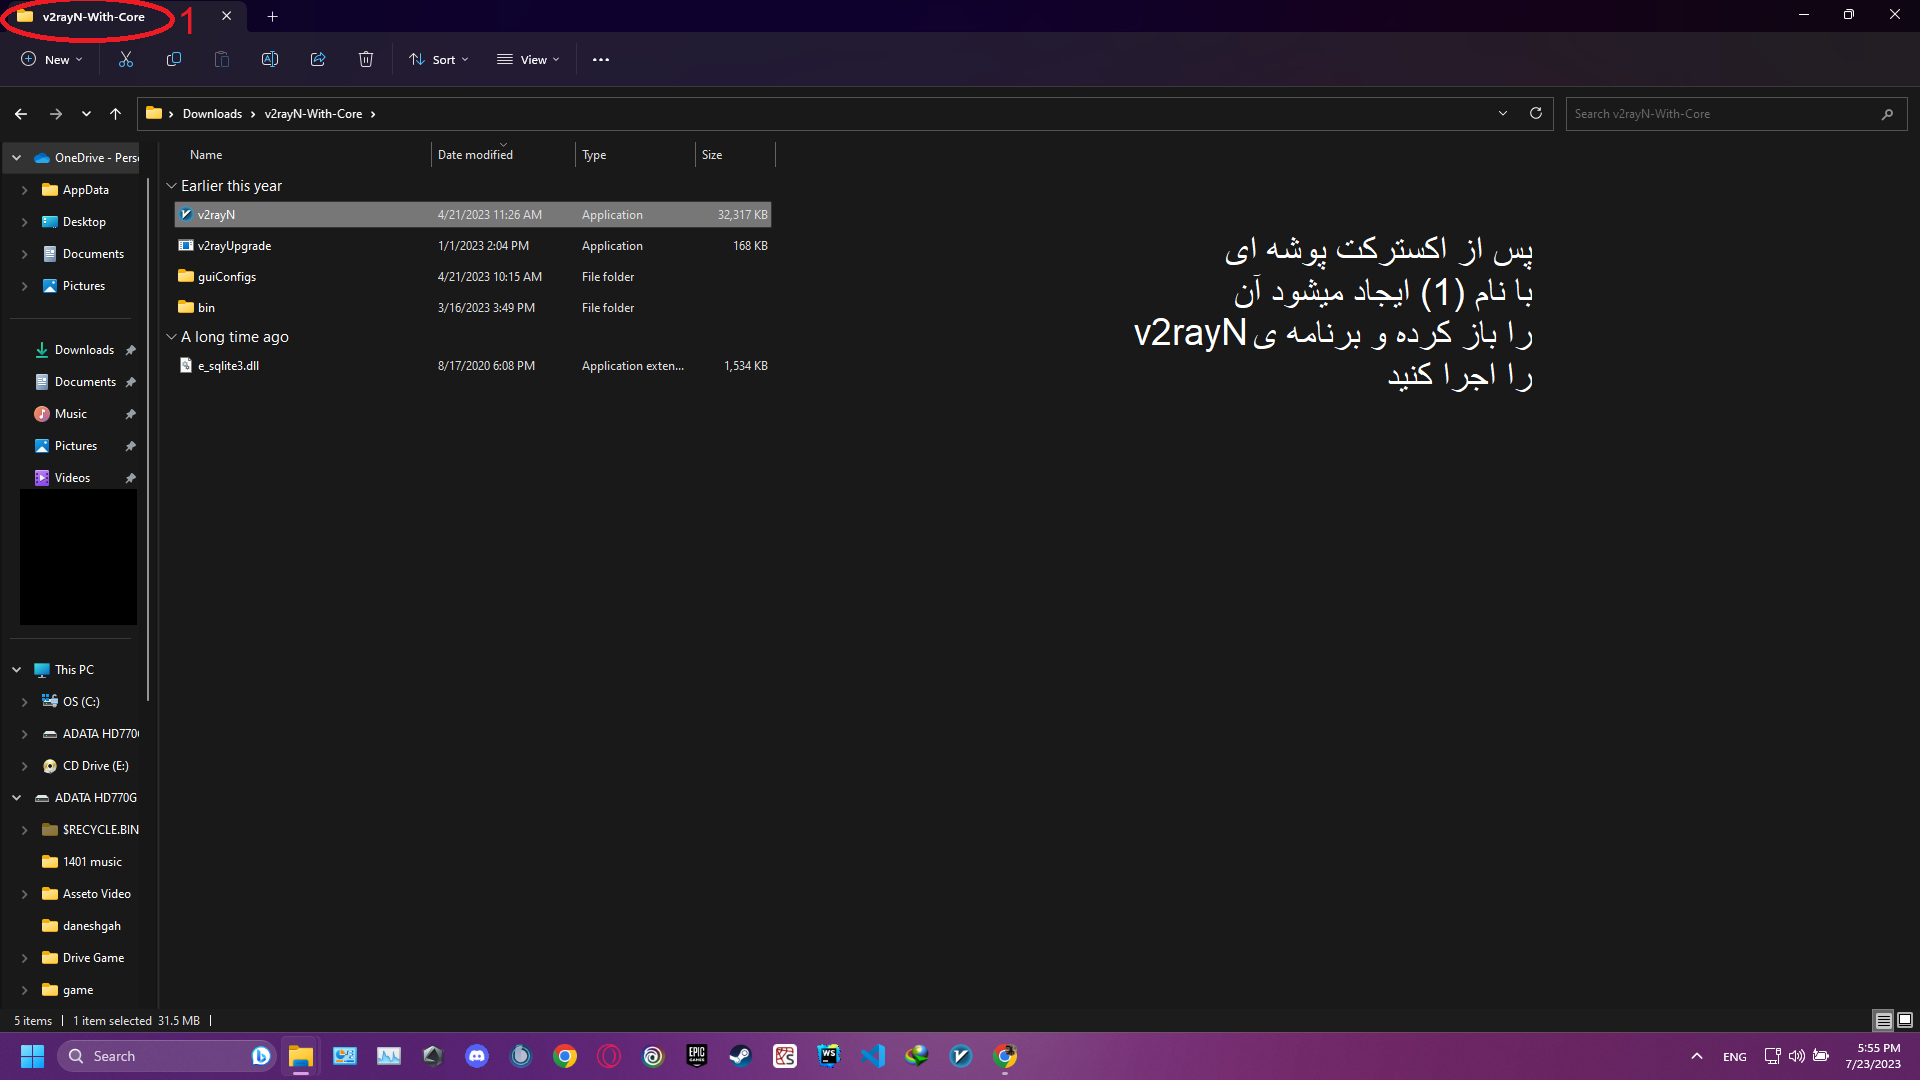 v2rayN-With-Core
1
New
Sort
View
Downloads
v2rayN-With-Core
Search v2rayN-With-Core
Name
Date modified
Type
Size
OneDrive - Pers
AppData
Desktop
Documents
Pictures
Downloads
Documents
Music
Pictures
Videos
This PC
OS (C:)
ADATA HD770
CD Drive (E:)
ADATA HD770G
$RECYCLE.BIN
1401 music
Asseto Video
daneshgah
Drive Game
game
Earlier this year
v2rayN 4/21/2023 11:26 AM Application 32,317 KB
v2rayUpgrade 1/1/2023 2:04 PM Application 168 KB
guiConfigs 4/21/2023 10:15 AM File folder
bin 3/16/2023 3:49 PM File folder
A long time ago
e_sqlite3.dll 8/17/2020 6:08 PM Application exten... 1,534 KB
پس از اکسترکت پوشه ای
با نام (1) ایجاد میشود آن
را باز کرده و برنامه ی v2rayN
را اجرا کنید
5 items
1 item selected 31.5 MB
Search
EPIC GAMES
WS
ENG
5:55 PM
7/23/2023